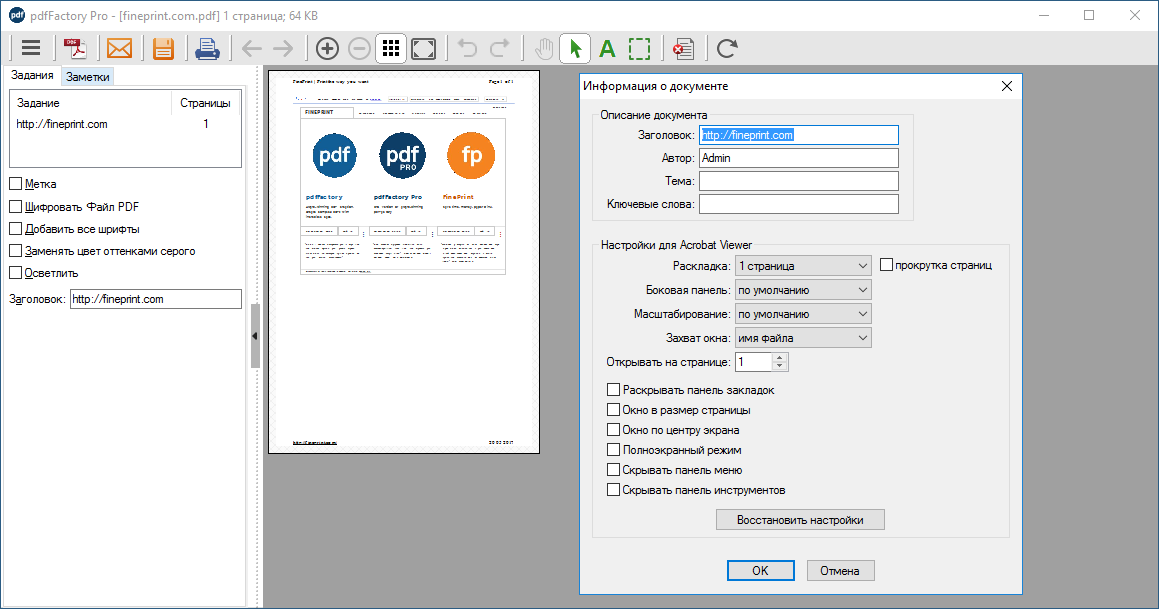 pdf pdfFactory Pro - [fineprint.com.pdf] 1 страница; 64 KB
PDF
A
Задания Заметки
Задание Страницы
http://fineprint.com 1
Метка
Шифровать Файл PDF
Добавить все шрифты
Заменять цвет оттенками серого
Осветлить
Заголовок: http://fineprint.com
FinePrint | Print the way you want Page 1 of 1
FINEPRINT
pdf pdf PRO fp
pdfFactory pdfFactory Pro FinePrint
Информация о документе
Описание документа
Заголовок: http://fineprint.com
Автор: Admin
Тема:
Ключевые слова:
Настройки для Acrobat Viewer
Раскладка: 1 страница прокрутка страниц
Боковая панель: по умолчанию
Масштабирование: по умолчанию
Захват окна: имя файла
Открывать на странице: 1
Раскрывать панель закладок
Окно в размер страницы
Окно по центру экрана
Полноэкранный режим
Скрывать панель меню
Скрывать панель инструментов
Восстановить настройки
OK Отмена